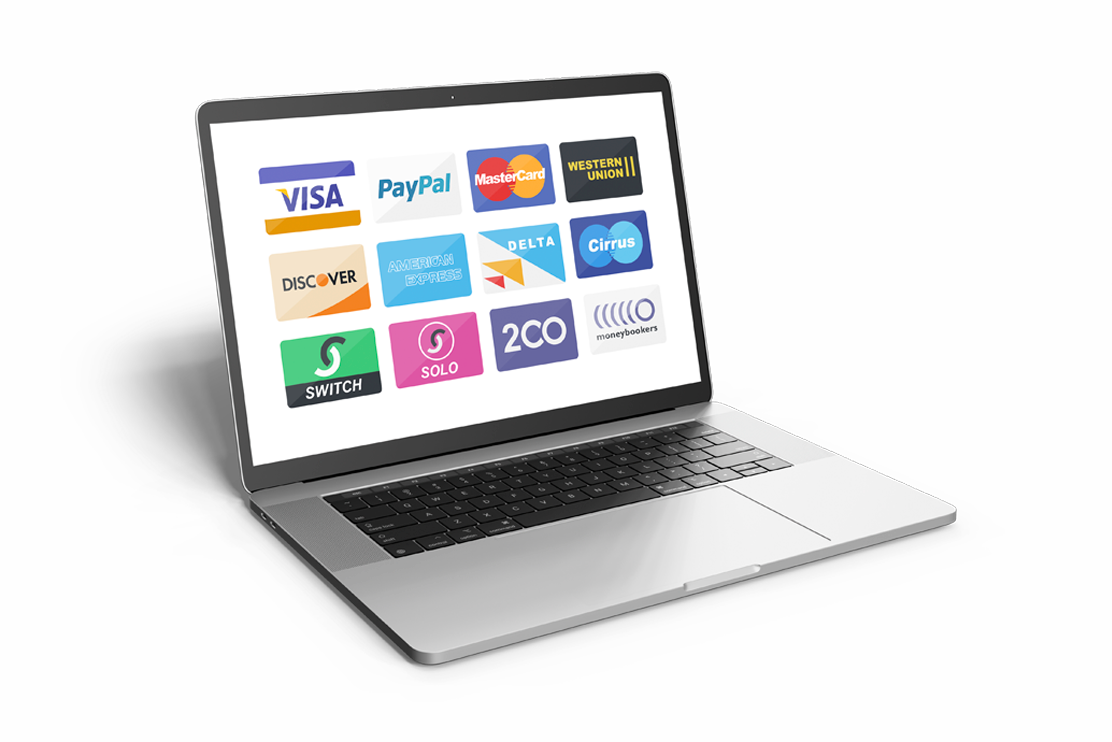 VISA
PayPal
MasterCard
WESTERN
UNION
DISCOVER
AMERICAN
EXPRESS
DELTA
Cirrus
SWITCH
SOLO
2CO
moneybookers
Q W E R T Y U I O P
A S D F G H J K L
Z X C V B N M